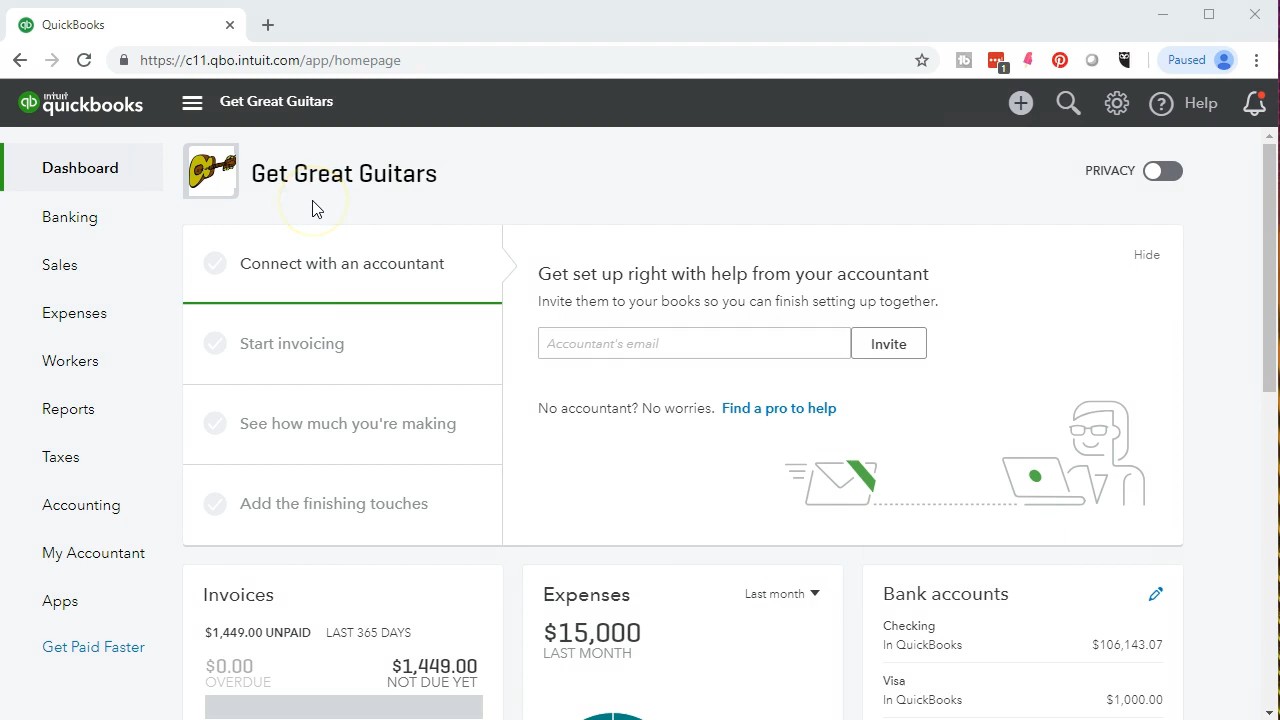 QuickBooks
https://c11.qbo.intuit.com/app/homepage
1
Paused
intuit
quickbooks
Get Great Guitars
Help
Dashboard
Banking
Sales
Expenses
Workers
Reports
Taxes
Accounting
My Accountant
Apps
Get Paid Faster
Get Great Guitars
PRIVACY
Connect with an accountant
Start invoicing
See how much you're making
Add the finishing touches
Hide
Get set up right with help from your accountant
Invite them to your books so you can finish setting up together.
Accountant's email
Invite
No accountant? No worries. Find a pro to help
Invoices
$1,449.00 UNPAID LAST 365 DAYS
$0.00 $1,449.00
OVERDUE NOT DUE YET
Expenses
Last month
$15,000
LAST MONTH
Bank accounts
Checking
In QuickBooks $106,143.07
Visa
In QuickBooks $1,000.00